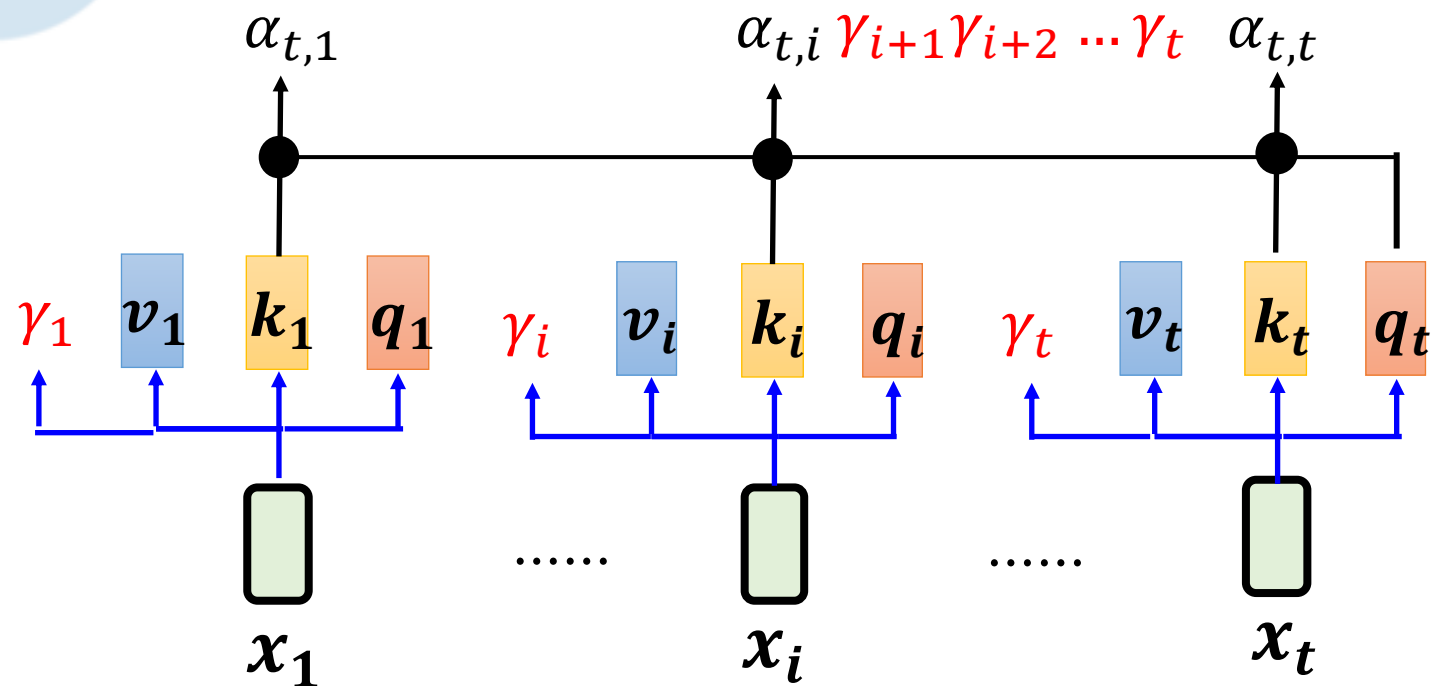 α_{t,1} α_{t,i} γ_{i+1}γ_{i+2} ... γ_t α_{t,t}
γ_1 v_1 k_1 q_1 γ_i v_i k_i q_i γ_t v_t k_t q_t
...... ......
x_1 x_i x_t